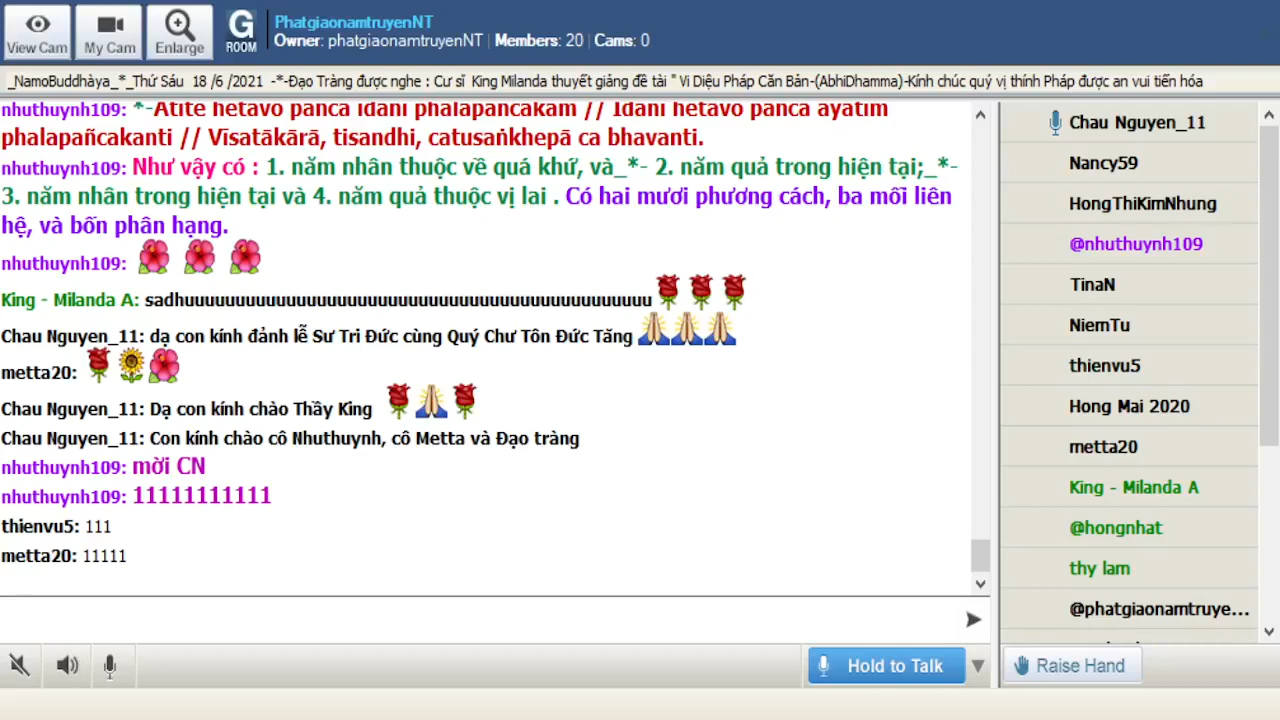 View Cam
My Cam
Enlarge
G
ROOM
PhatgiaonamtruyenNT
Owner: phatgiaonamtruyenNT | Members: 20 | Cams: 0
_NamoBuddhàya_*_Thứ Sáu 18 /6 /2021 -*-Đạo Tràng được nghe : Cư sĩ King Milanda thuyết giảng đề tài " Vi Diệu Pháp Căn Bản-(AbhiDhamma)-Kính chúc quý vị thính Pháp được an vui tiến hóa
nhuthuynh109: *-Atīte hetavo pañca idāni phalapañcakaṁ // Idāni hetavo pañca āyatiṁ
phalapañcakanti // Vīsatākārā, tisandhi, catusaṅkhepā ca bhavanti.
nhuthuynh109: Như vậy có : 1. năm nhân thuộc về quá khứ, và_*- 2. năm quả trong hiện tại;_*-
3. năm nhân trong hiện tại và 4. năm quả thuộc vị lai . Có hai mươi phương cách, ba mối liên
hệ, và bốn phân hạng.
nhuthuynh109:
King - Milanda A: sadhuuuuuuuuuuuuuuuuuuuuuuuuuuuuuuuuuuuuuuuuuuuuuu
Chau Nguyen_11: dạ con kính đảnh lễ Sư Tri Đức cùng Quý Chư Tôn Đức Tăng
metta20:
Chau Nguyen_11: Dạ con kính chào Thầy King
Chau Nguyen_11: Con kính chào cô Nhuthuynh, cô Metta và Đạo tràng
nhuthuynh109: mời CN
nhuthuynh109: 11111111111
thienvu5: 111
metta20: 11111
Chau Nguyen_11
Nancy59
HongThiKimNhung
@nhuthuynh109
TinaN
NiemTu
thienvu5
Hong Mai 2020
metta20
King - Milanda A
@hongnhat
thy lam
@phatgiaonamtruye...
Hold to Talk
Raise Hand